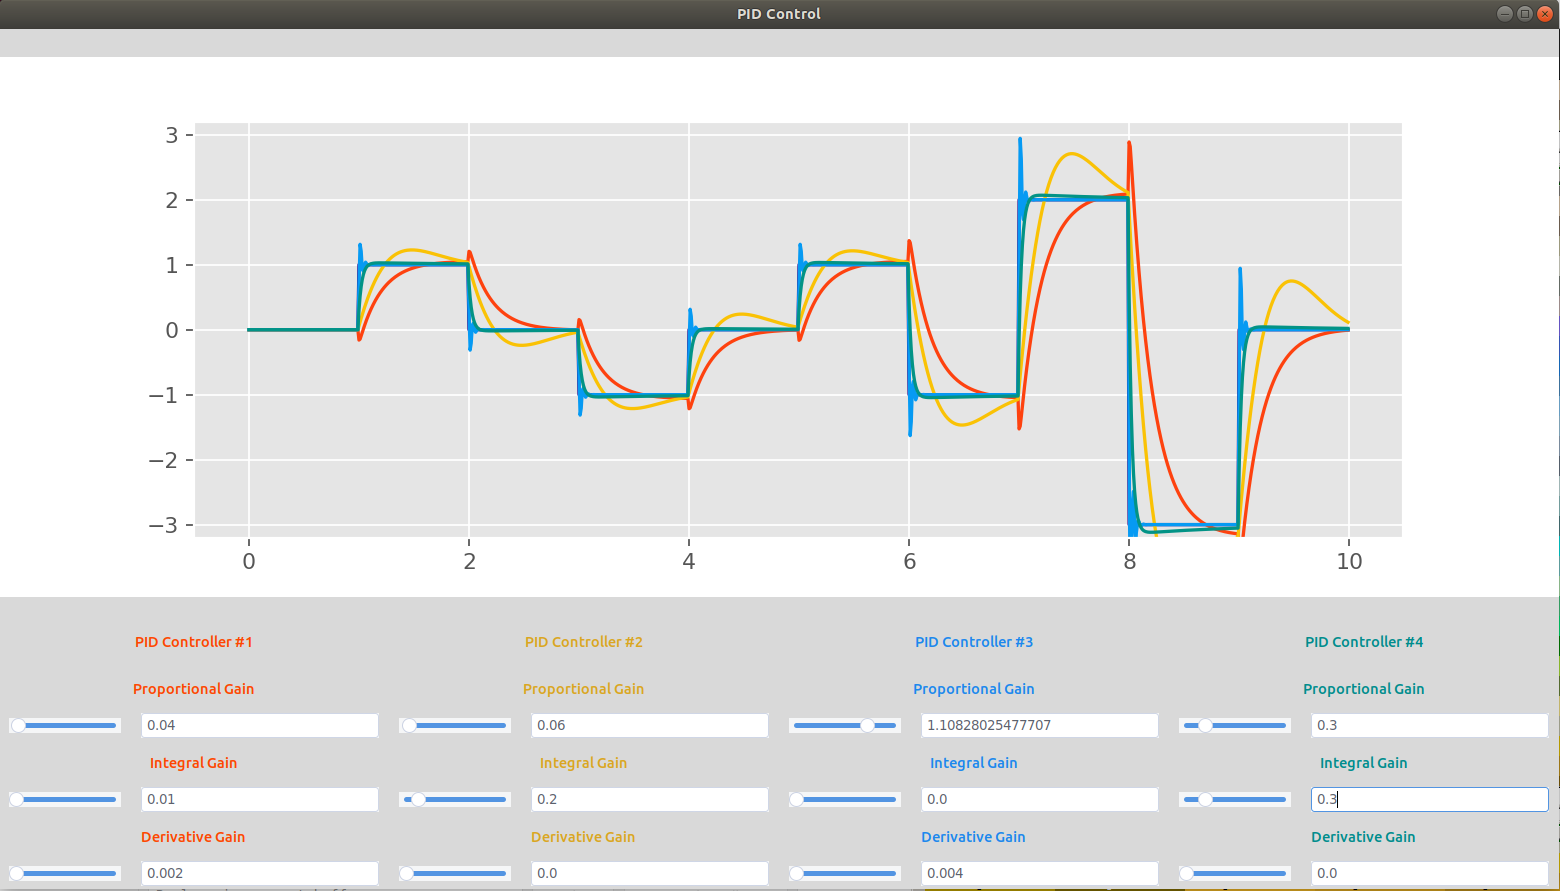 PID Control
3
2
1
0
−1
−2
−3
0 2 4 6 8 10
PID Controller #1 PID Controller #2 PID Controller #3 PID Controller #4
Proportional Gain Proportional Gain Proportional Gain Proportional Gain
0.04 0.06 1.10828025477707 0.3
Integral Gain Integral Gain Integral Gain Integral Gain
0.01 0.2 0.0 0.3
Derivative Gain Derivative Gain Derivative Gain Derivative Gain
0.002 0.0 0.004 0.0